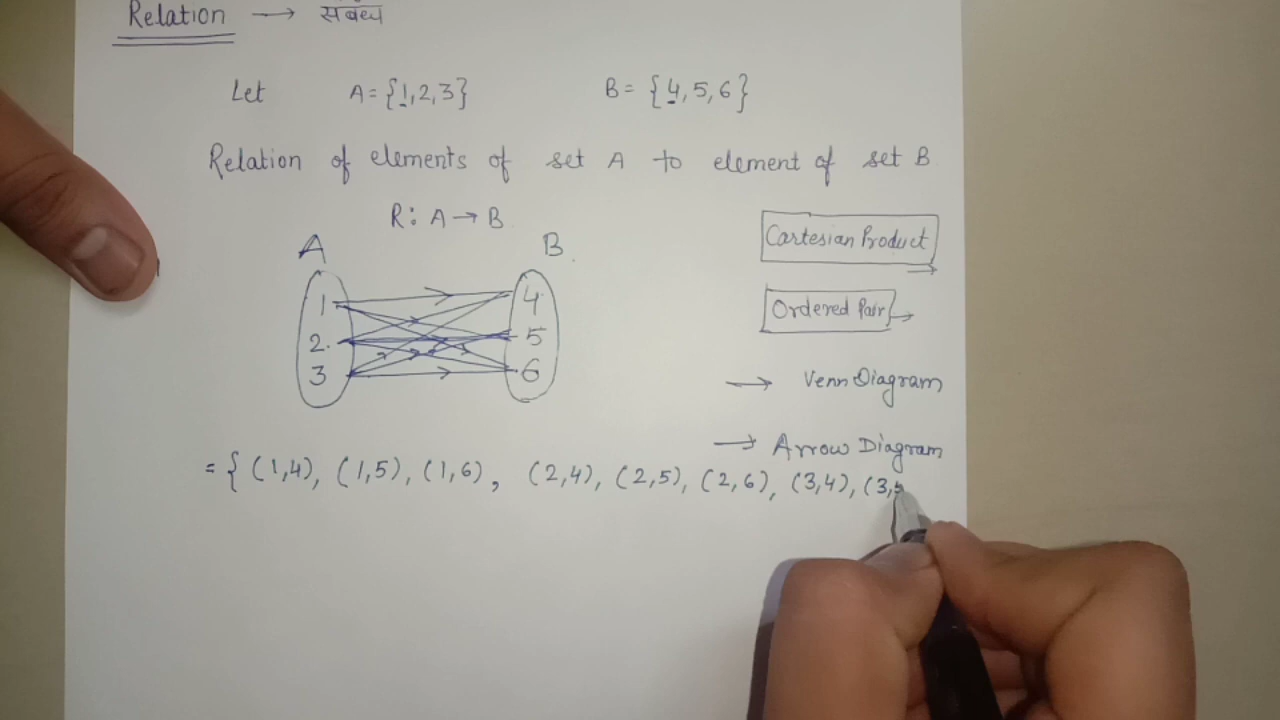 Relation → संबंध
Let A = {1,2,3} B = {4,5,6}
Relation of elements of set A to element of set B
R: A → B
A B
Cartesian Product →
Ordered Pair →
1 4
2 5
3 6
→ Venn Diagram
→ Arrow Diagram
= { (1,4), (1,5), (1,6), (2,4), (2,5), (2,6), (3,4), (3,5